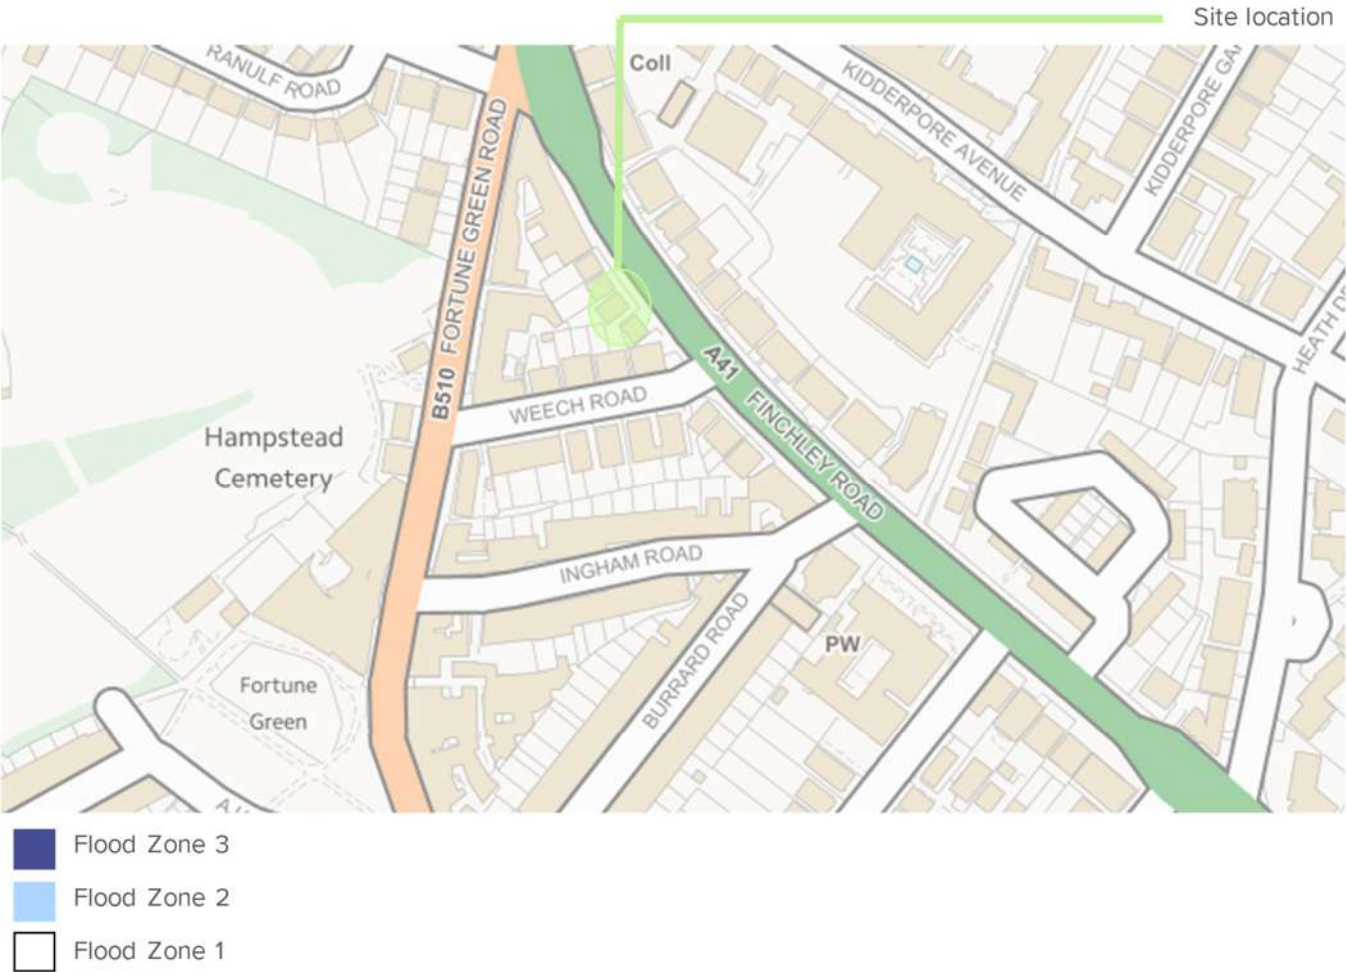 Site location
Coll
RANULF ROAD
KIDDERPORE AVENUE
B510 FORTUNE GREEN ROAD
A41 FINCHLEY ROAD
WEECH ROAD
Hampstead
Cemetery
INGHAM ROAD
BURRARD ROAD
PW
Fortune
Green
Flood Zone 3
Flood Zone 2
Flood Zone 1